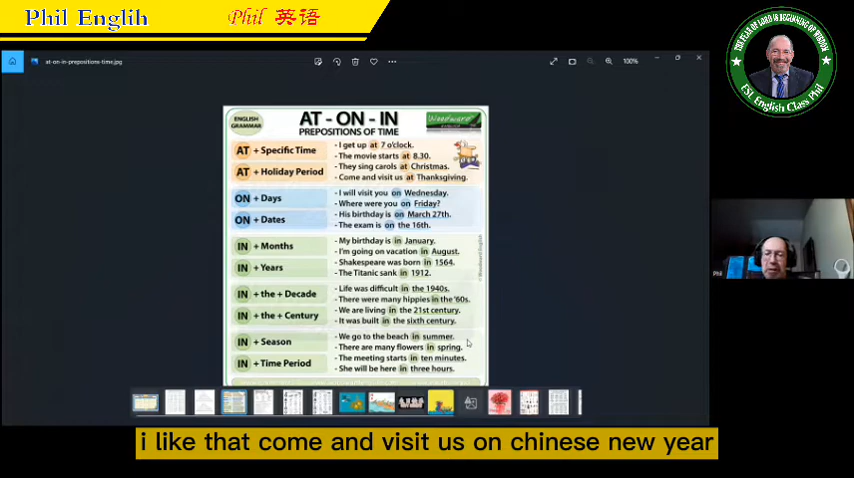 Phil Englih
Phil 英语
THE FEAR OF LORD IS BEGINNING OF WISDOM
ESL English Class Phil
at-on-in-prepositions-time.jpg
100%
ENGLISH
GRAMMAR
AT - ON - IN
PREPOSITIONS OF TIME
Woodward
AT + Specific Time
- I get up at 7 o'clock.
- The movie starts at 8.30.
AT + Holiday Period
- They sing carols at Christmas.
- Come and visit us at Thanksgiving.
ON + Days
- I will visit you on Wednesday.
- Where were you on Friday?
ON + Dates
- His birthday is on March 27th.
- The exam is on the 16th.
IN + Months
- My birthday is in January.
- I'm going on vacation in August.
IN + Years
- Shakespeare was born in 1564.
- The Titanic sank in 1912.
IN + the + Decade
- Life was difficult in the 1940s.
- There were many hippies in the '60s.
IN + the + Century
- We are living in the 21st century.
- It was built in the sixth century.
IN + Season
- We go to the beach in summer.
- There are many flowers in spring.
IN + Time Period
- The meeting starts in ten minutes.
- She will be here in three hours.
© Woodward English
Phil
i like that come and visit us on chinese new year